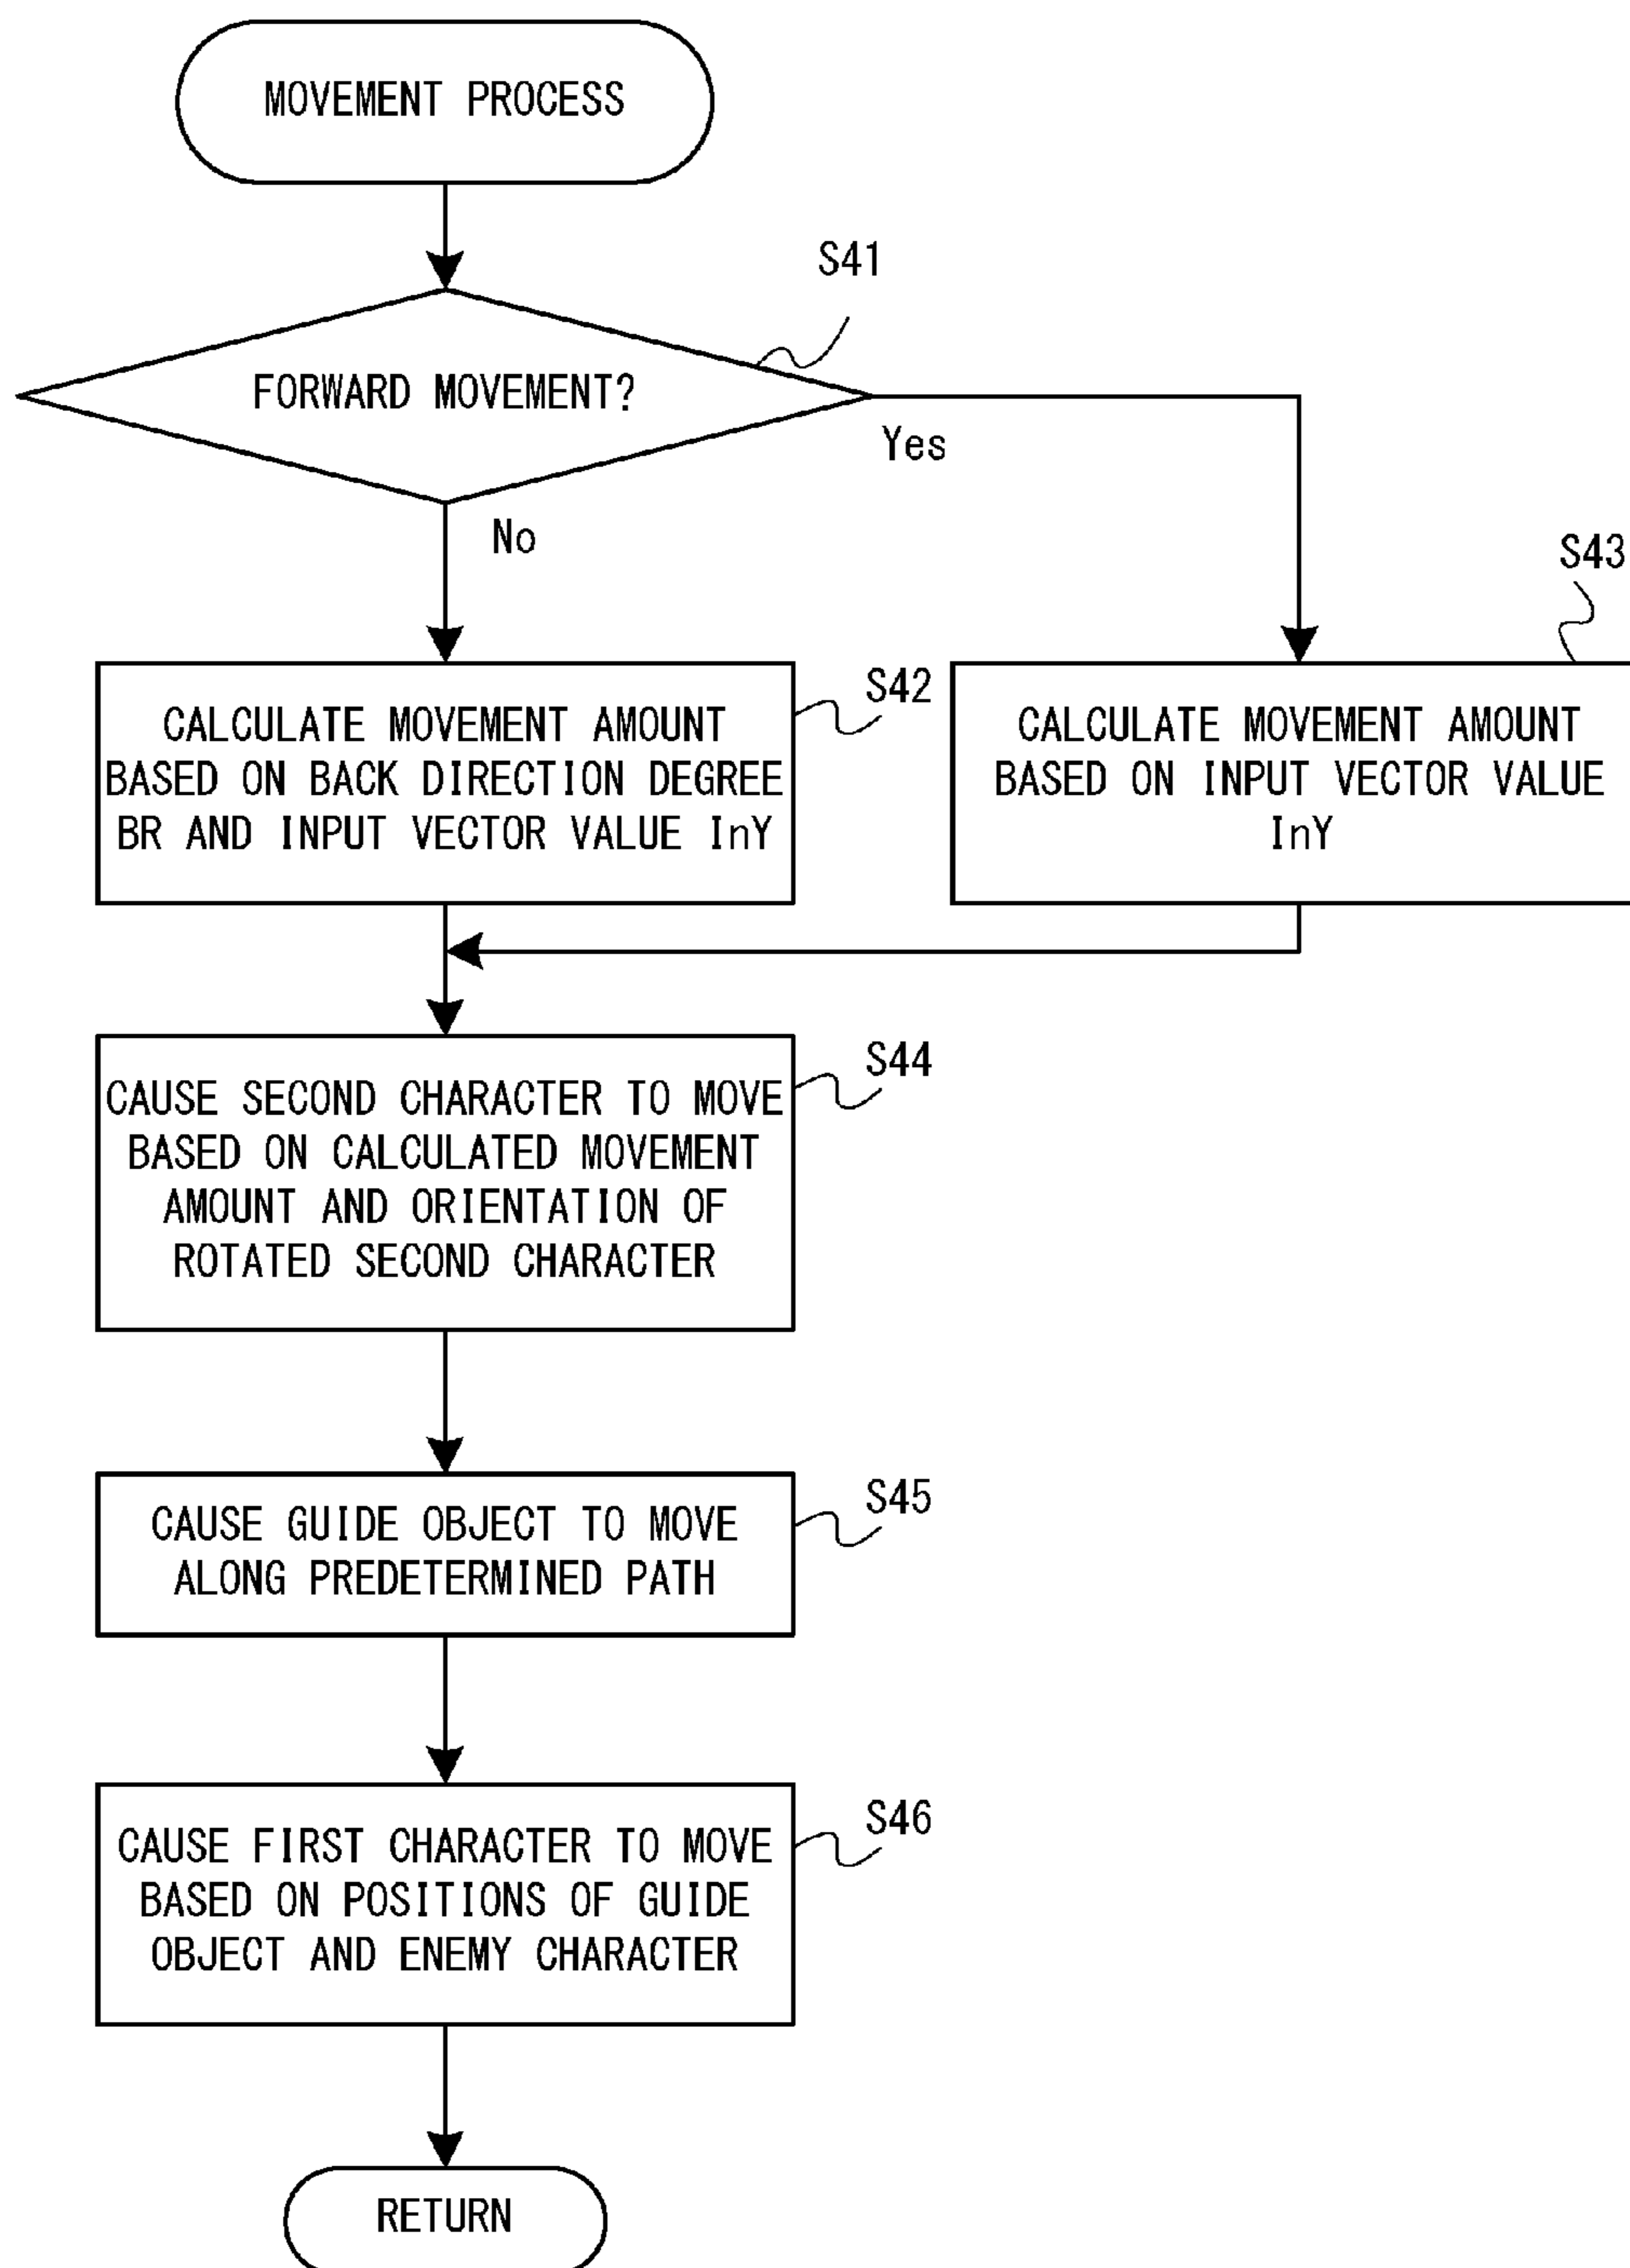 MOVEMENT PROCESS
S41
FORWARD MOVEMENT?
Yes
No
S43
S42
CALCULATE MOVEMENT AMOUNT
BASED ON BACK DIRECTION DEGREE
BR AND INPUT VECTOR VALUE InY
CALCULATE MOVEMENT AMOUNT
BASED ON INPUT VECTOR VALUE
InY
S44
CAUSE SECOND CHARACTER TO MOVE
BASED ON CALCULATED MOVEMENT
AMOUNT AND ORIENTATION OF
ROTATED SECOND CHARACTER
S45
CAUSE GUIDE OBJECT TO MOVE
ALONG PREDETERMINED PATH
S46
CAUSE FIRST CHARACTER TO MOVE
BASED ON POSITIONS OF GUIDE
OBJECT AND ENEMY CHARACTER
RETURN